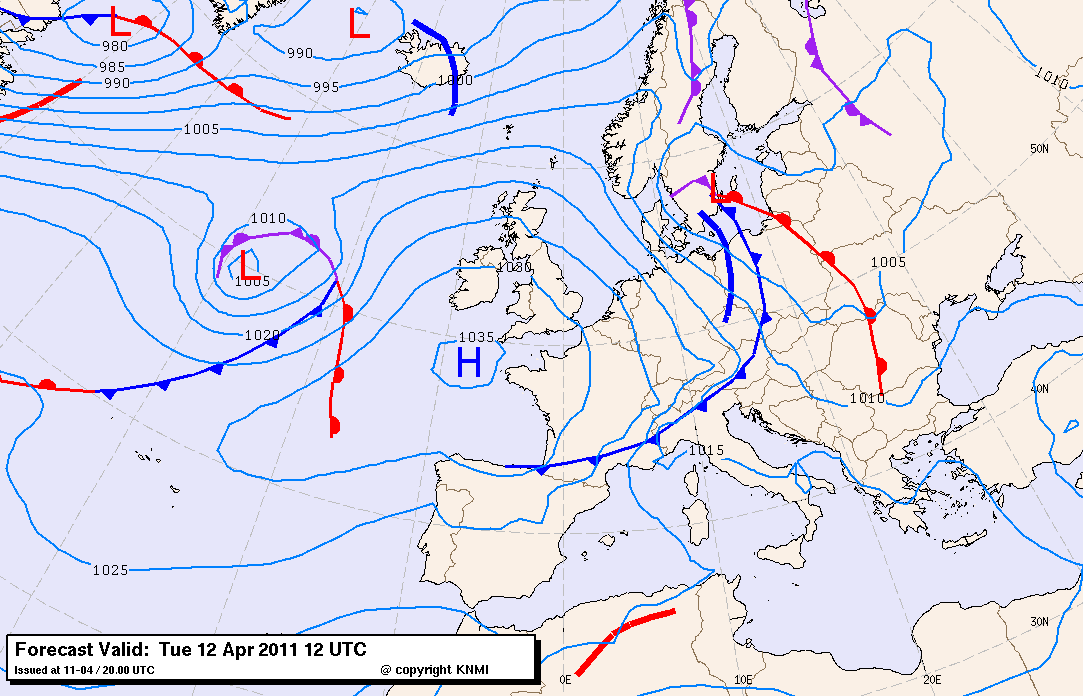 L
L
980
985
990
990
995
1000
1010
1005
50N
L
1010
L
1005
1005
1030
1020
1035
H
40N
1010
1015
1025
30N
Forecast Valid: Tue 12 Apr 2011 12 UTC
Issued at 11-04 / 20.00 UTC @ copyright KNMI
0E 10E 20E